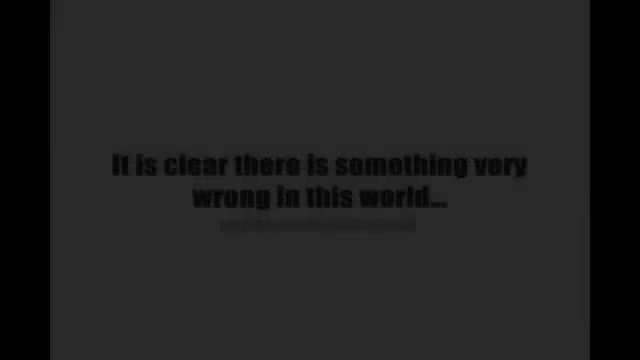 It is clear there is something very
wrong in this world...